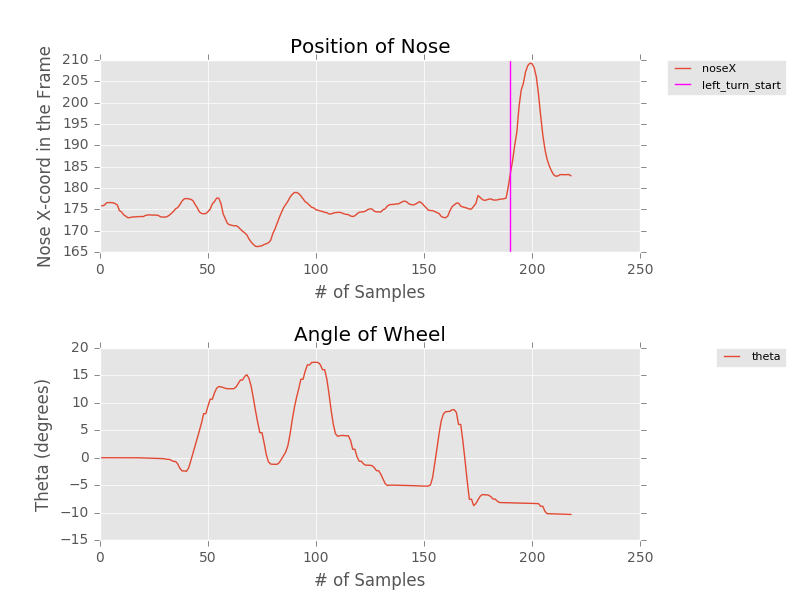 Position of Nose
Nose X-coord in the Frame
210
205
200
195
190
185
180
175
170
165
0 50 100 150 200 250
# of Samples
noseX
left_turn_start
Angle of Wheel
Theta (degrees)
20
15
10
5
0
−5
−10
−15
0 50 100 150 200 250
# of Samples
theta